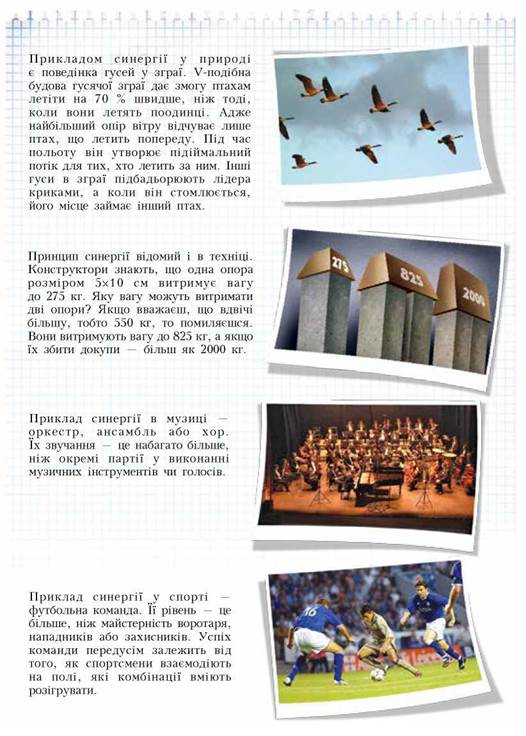 Прикладом синергії у природі
є поведінка гусей у зграї. V-подібна
будова гусячої зграї дає змогу птахам
летіти на 70 % швидше, ніж тоді,
коли вони летять поодинці. Адже
найбільший опір вітру відчуває лише
птах, що летить попереду. Під час
польоту він утворює підіймальний
потік для тих, хто летить за ним. Інші
гуси в зграї підбадьорюють лідера
криками, а коли він стомлюється,
його місце займає інший птах.
Принцип синергії відомий і в техніці.
Конструктори знають, що одна опора
розміром 5×10 см витримує вагу
до 275 кг. Яку вагу можуть витримати
дві опори? Якщо вважаєш, що вдвічі
більшу, тобто 550 кг, то помиляєшся.
Вони витримують вагу до 825 кг, а якщо
їх збити докупи — більш як 2000 кг.
275
825
2000
Приклад синергії в музиці —
оркестр, ансамбль або хор.
Їх звучання — це набагато більше,
ніж окремі партії у виконанні
музичних інструментів чи голосів.
Приклад синергії у спорті —
футбольна команда. Її рівень — це
більше, ніж майстерність воротаря,
нападників або захисників. Успіх
команди передусім залежить від
того, як спортсмени взаємодіють
на полі, які комбінації вміють
розігрувати.
16